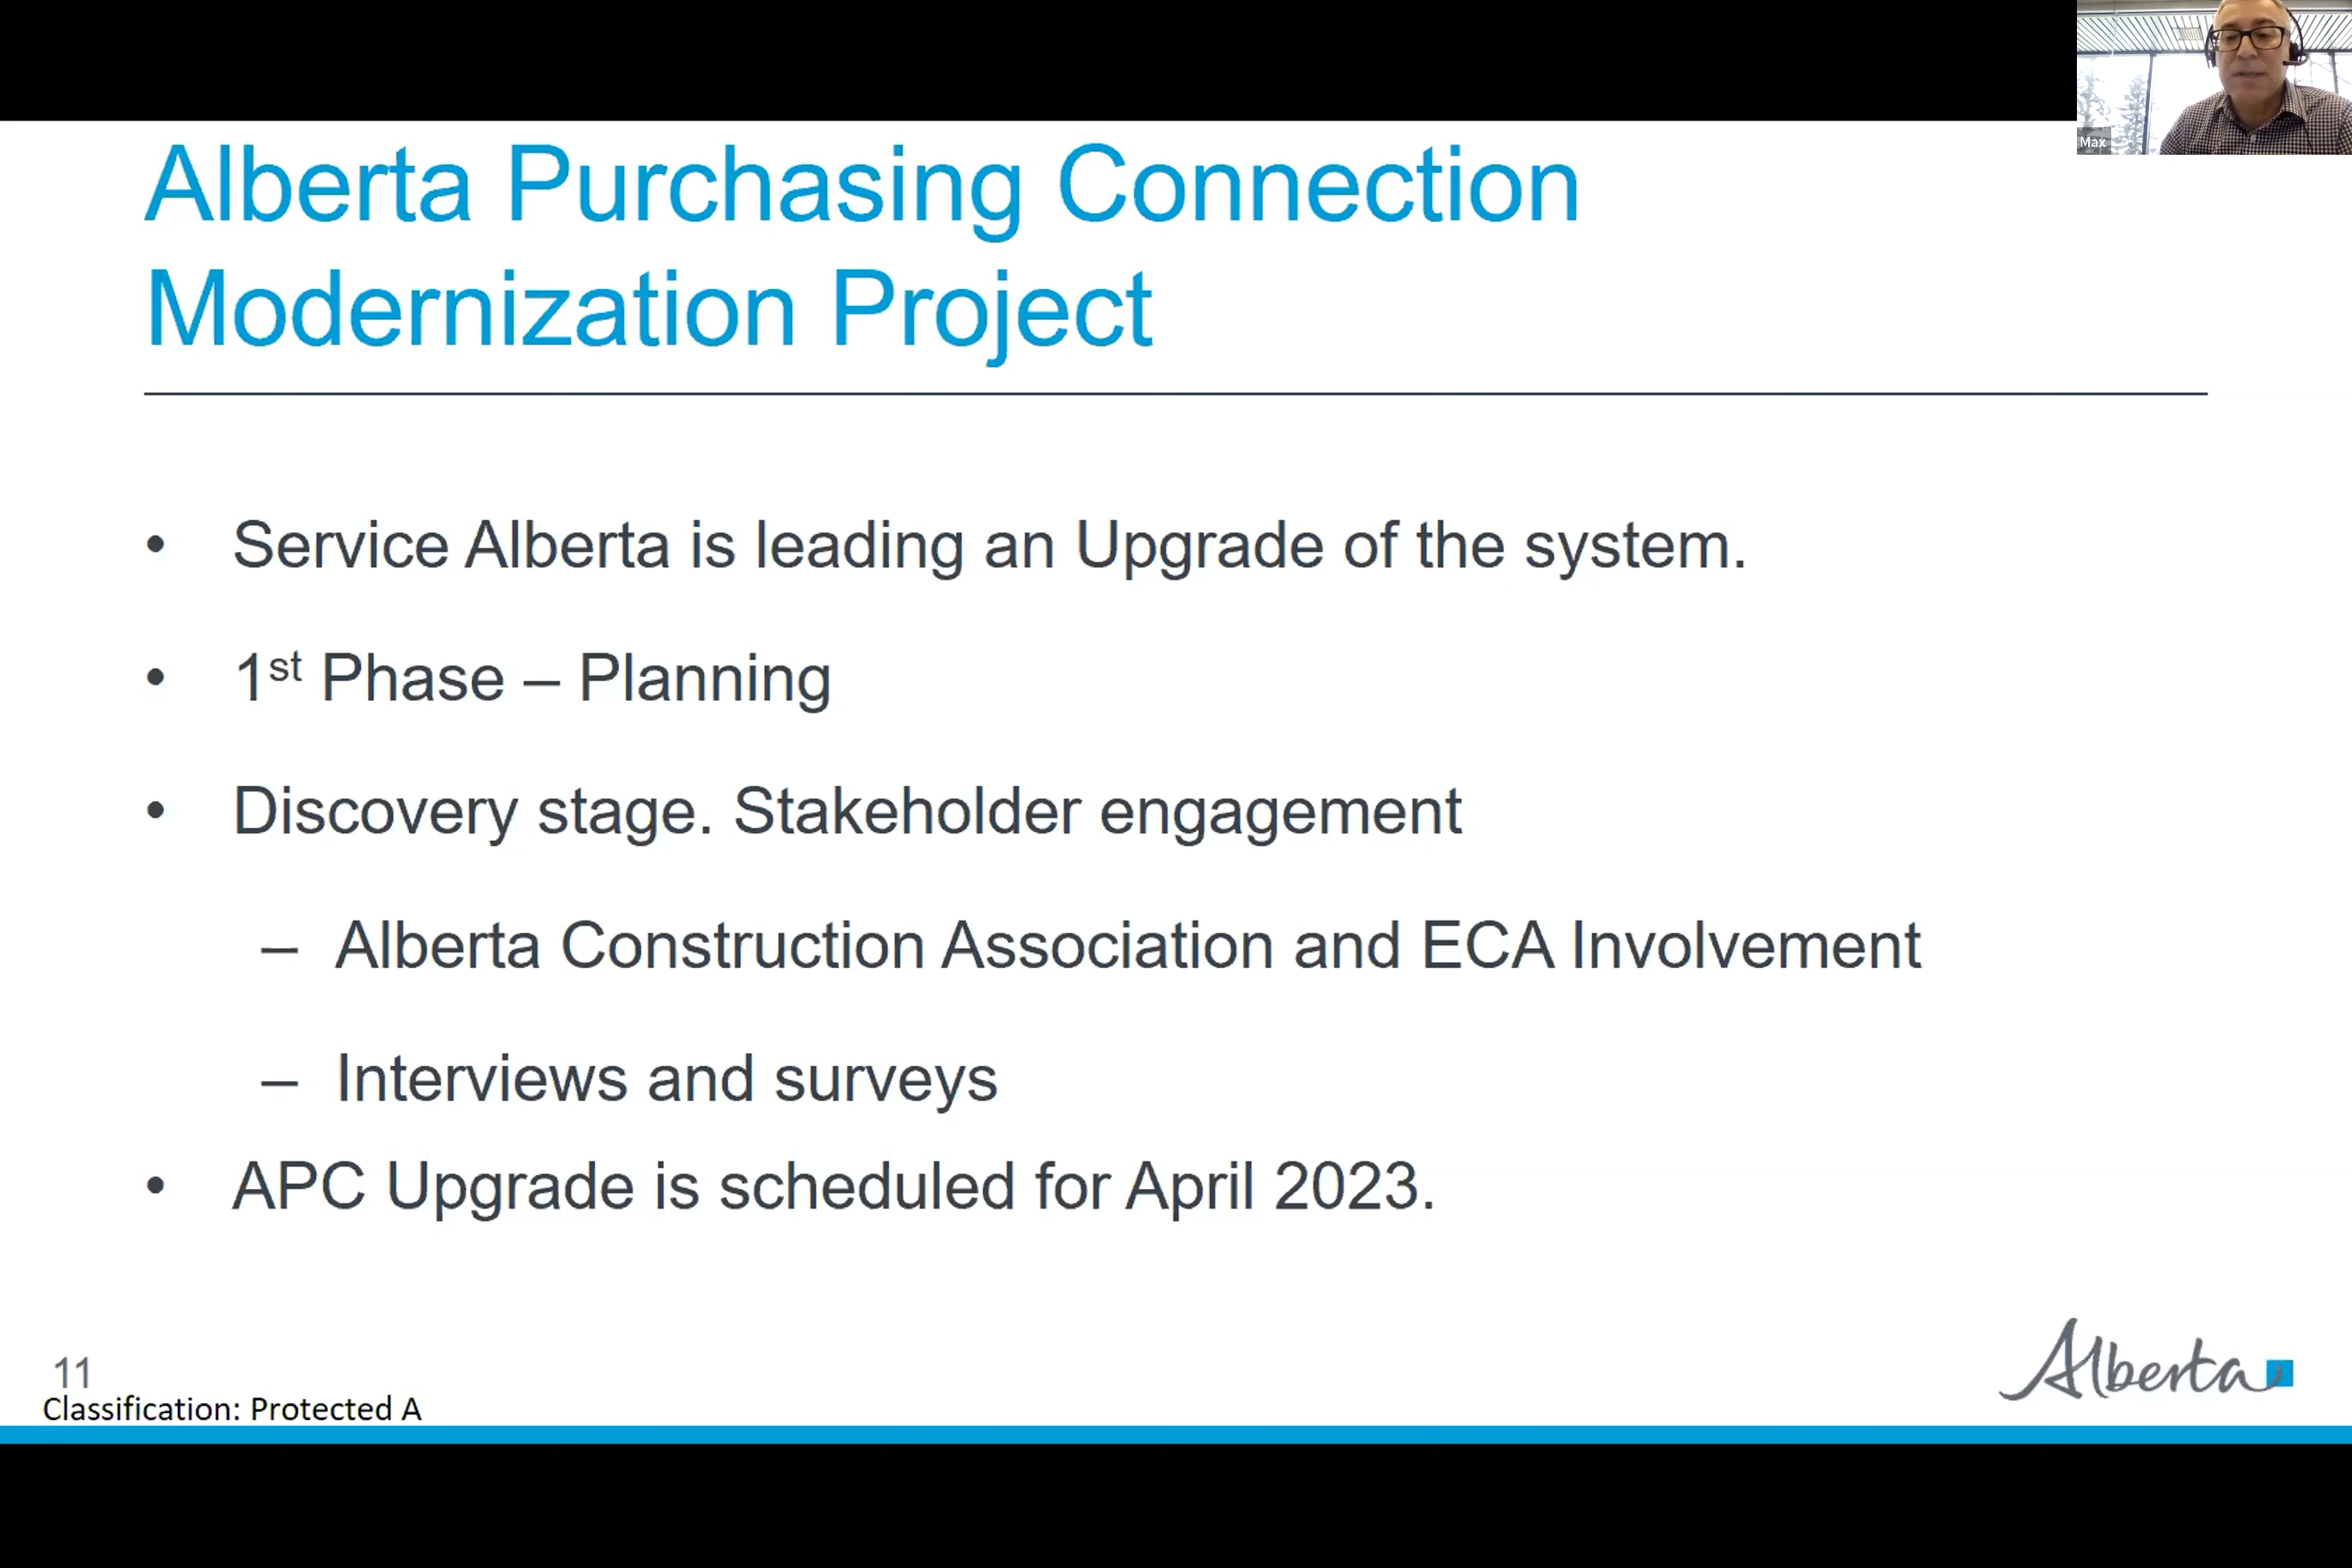 Max
Alberta Purchasing Connection
Modernization Project
• Service Alberta is leading an Upgrade of the system.
• 1st Phase – Planning
• Discovery stage. Stakeholder engagement
– Alberta Construction Association and ECA Involvement
– Interviews and surveys
• APC Upgrade is scheduled for April 2023.
11
Classification: Protected A
Alberta